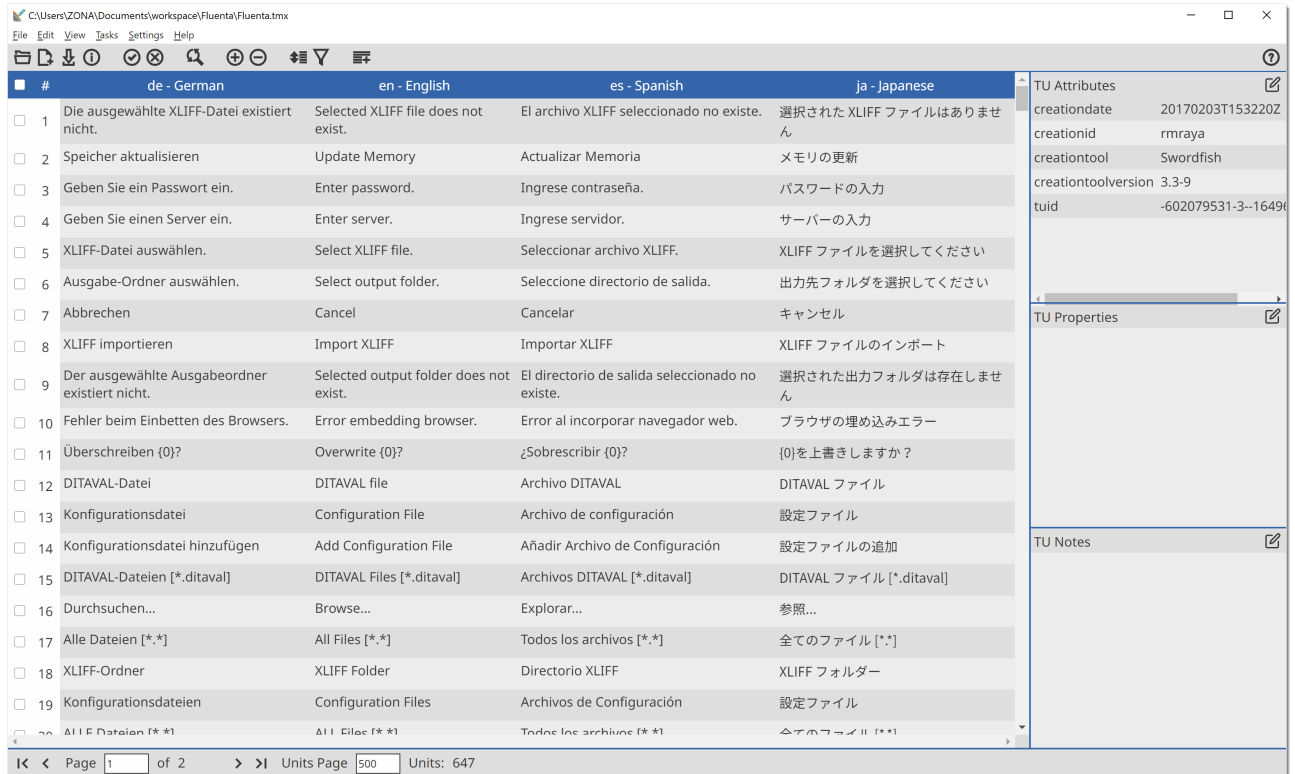 C:\Users\ZONA\Documents\workspace\Fluenta\Fluenta.tmx
File Edit View Tasks Settings Help
# de - German en - English es - Spanish ja - Japanese
1 Die ausgewählte XLIFF-Datei existiert nicht. Selected XLIFF file does not exist. El archivo XLIFF seleccionado no existe. 選択された XLIFF ファイルはありません
2 Speicher aktualisieren Update Memory Actualizar Memoria メモリの更新
3 Geben Sie ein Passwort ein. Enter password. Ingrese contraseña. パスワードの入力
4 Geben Sie einen Server ein. Enter server. Ingrese servidor. サーバーの入力
5 XLIFF-Datei auswählen. Select XLIFF file. Seleccionar archivo XLIFF. XLIFF ファイルを選択してください
6 Ausgabe-Ordner auswählen. Select output folder. Seleccione directorio de salida. 出力先フォルダを選択してください
7 Abbrechen Cancel Cancelar キャンセル
8 XLIFF importieren Import XLIFF Importar XLIFF XLIFF ファイルのインポート
9 Der ausgewählte Ausgabeordner existiert nicht. Selected output folder does not exist. El directorio de salida seleccionado no existe. 選択された出力フォルダは存在しません
10 Fehler beim Einbetten des Browsers. Error embedding browser. Error al incorporar navegador web. ブラウザの埋め込みエラー
11 Überschreiben {0}? Overwrite {0}? ¿Sobrescribir {0}? {0}を上書きしますか？
12 DITAVAL-Datei DITAVAL file Archivo DITAVAL DITAVAL ファイル
13 Konfigurationsdatei Configuration File Archivo de configuración 設定ファイル
14 Konfigurationsdatei hinzufügen Add Configuration File Añadir Archivo de Configuración 設定ファイルの追加
15 DITAVAL-Dateien [*.ditaval] DITAVAL Files [*.ditaval] Archivos DITAVAL [*.ditaval] DITAVAL ファイル [*.ditaval]
16 Durchsuchen... Browse... Explorar... 参照...
17 Alle Dateien [*.*] All Files [*.*] Todos los archivos [*.*] 全てのファイル [*.*]
18 XLIFF-Ordner XLIFF Folder Directorio XLIFF XLIFF フォルダー
19 Konfigurationsdateien Configuration Files Archivos de Configuración 設定ファイル
20 ALLE Dateien [*.*] ALL Files [*.*] Todos los archivos [*.*] 全てのファイル [*.*]
TU Attributes
creationdate 20170203T153220Z
creationid rmraya
creationtool Swordfish
creationtoolversion 3.3-9
tuid -602079531-3--16496
TU Properties
TU Notes
Page 1 of 2 Units Page 500 Units: 647